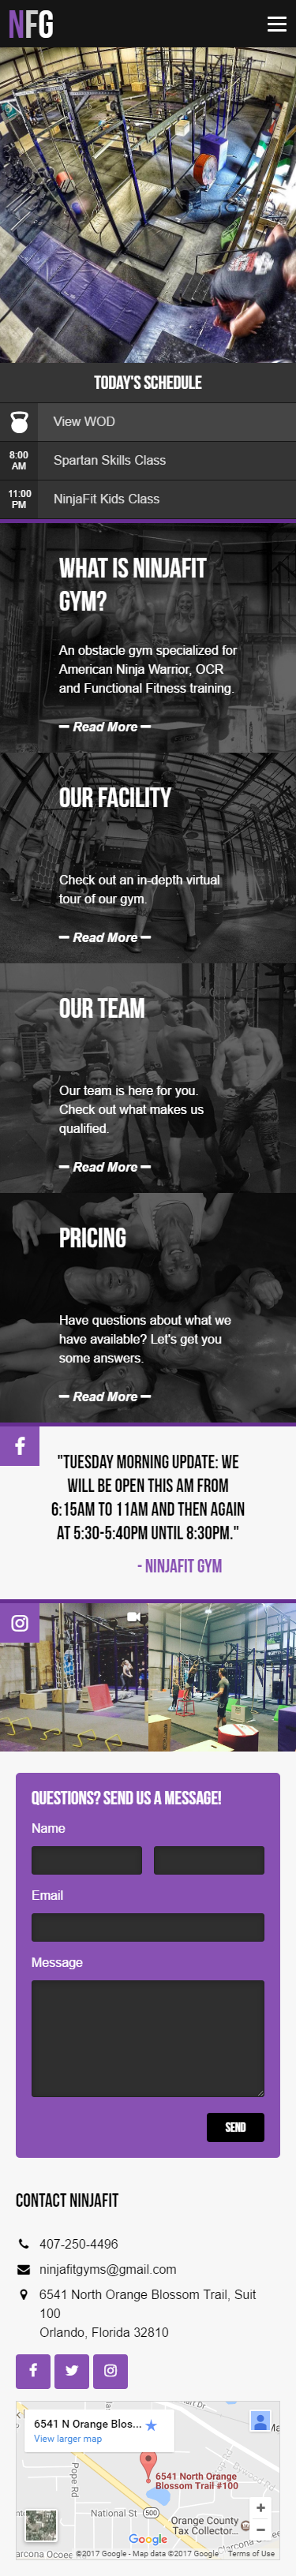 NFG
TODAY'S SCHEDULE
View WOD
8:00 AM
Spartan Skills Class
11:00 PM
NinjaFit Kids Class
WHAT IS NINJAFIT
GYM?
An obstacle gym specialized for
American Ninja Warrior, OCR
and Functional Fitness training.
Read More
OUR FACILITY
Check out an in-depth virtual
tour of our gym.
Read More
OUR TEAM
Our team is here for you.
Check out what makes us
qualified.
Read More
PRICING
Have questions about what we
have available? Let's get you
some answers.
Read More
"TUESDAY MORNING UPDATE: WE
WILL BE OPEN THIS AM FROM
6:15AM TO 11AM AND THEN AGAIN
AT 5:30-5:40PM UNTIL 8:30PM."
- NINJAFIT GYM
QUESTIONS? SEND US A MESSAGE!
Name
Email
Message
SEND
CONTACT NINJAFIT
407-250-4496
ninjafitgyms@gmail.com
6541 North Orange Blossom Trail, Suit
100
Orlando, Florida 32810
6541 N Orange Blos...
View larger map
Pope Rd
6541 North Orange
Blossom Trail #100
National St
500
Orange County
Tax Collector...
Google
arcona Ocoee
©2017 Google - Map data ©2017 Google
Terms of Use